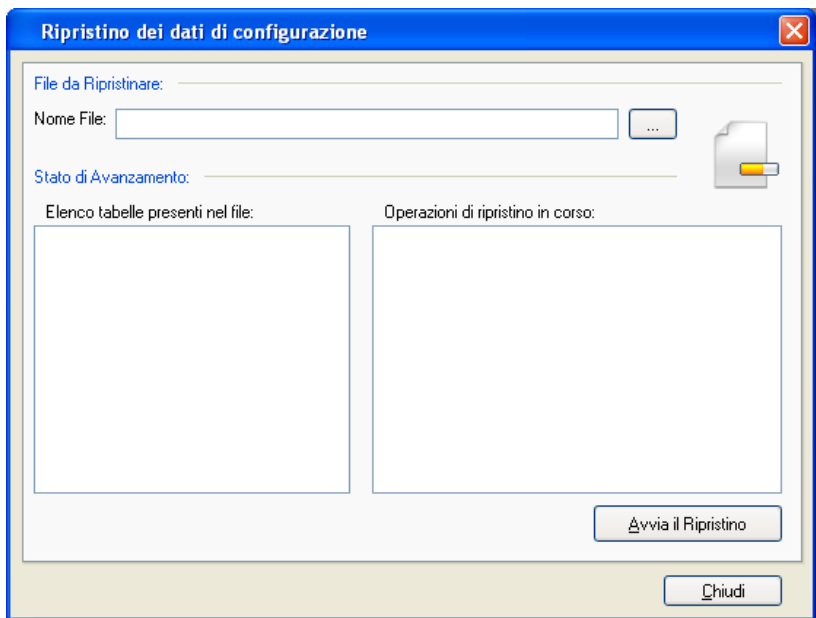 Ripristino dei dati di configurazione
File da Ripristinare:
Nome File:
...
Stato di Avanzamento:
Elenco tabelle presenti nel file:
Operazioni di ripristino in corso:
Avvia il Ripristino
Chiudi